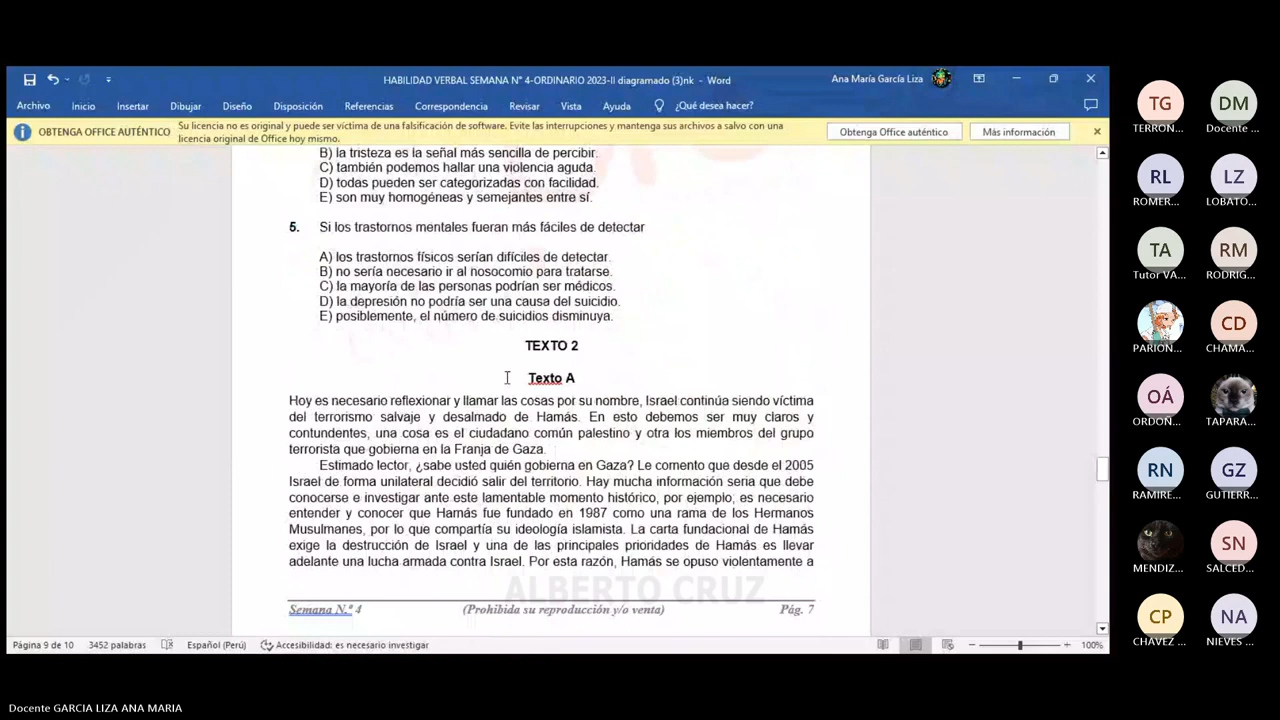 HABILIDAD VERBAL SEMANA N° 4-ORDINARIO 2023-II diagramado (3)nk - Word
Ana María García Liza
Archivo Inicio Insertar Dibujar Diseño Disposición Referencias Correspondencia Revisar Vista Ayuda ¿Qué desea hacer?
OBTENGA OFFICE AUTÉNTICO Su licencia no es original y puede ser víctima de una falsificación de software. Evite las interrupciones y mantenga sus archivos a salvo con una
licencia original de Office hoy mismo.
Obtenga Office auténtico
Más información
B) la tristeza es la señal más sencilla de percibir.
C) también podemos hallar una violencia aguda.
D) todas pueden ser categorizadas con facilidad.
E) son muy homogéneas y semejantes entre sí.
5. Si los trastornos mentales fueran más fáciles de detectar
A) los trastornos físicos serían difíciles de detectar.
B) no sería necesario ir al nosocomio para tratarse.
C) la mayoría de las personas podrían ser médicos.
D) la depresión no podría ser una causa del suicidio.
E) posiblemente, el número de suicidios disminuya.
TEXTO 2
Texto A
Hoy es necesario reflexionar y llamar las cosas por su nombre, Israel continúa siendo víctima
del terrorismo salvaje y desalmado de Hamás. En esto debemos ser muy claros y
contundentes, una cosa es el ciudadano común palestino y otra los miembros del grupo
terrorista que gobierna en la Franja de Gaza.
Estimado lector, ¿sabe usted quién gobierna en Gaza? Le comento que desde el 2005
Israel de forma unilateral decidió salir del territorio. Hay mucha información seria que debe
conocerse e investigar ante este lamentable momento histórico, por ejemplo, es necesario
entender y conocer que Hamás fue fundado en 1987 como una rama de los Hermanos
Musulmanes, por lo que compartía su ideología islamista. La carta fundacional de Hamás
exige la destrucción de Israel y una de las principales prioridades de Hamás es llevar
adelante una lucha armada contra Israel. Por esta razón, Hamás se opuso violentamente a
ALBERTO CRUZ
Semana N.° 4 (Prohibida su reproducción y/o venta) Pág. 7
Página 9 de 10 3452 palabras Español (Perú) Accesibilidad: es necesario investigar 100%
TG DM
TERRON... Docente ...
RL LZ
ROMER... LOBATO...
TA RM
Tutor VA... RODRIG...
CD
PARION... CHAMA...
OÁ
ORDOÑ... TAPARA...
RN GZ
RAMIRE... GUTIERR...
SN
MENDIZ... SALCED...
CP NA
CHAVEZ ... NIEVES ...
Docente GARCIA LIZA ANA MARIA